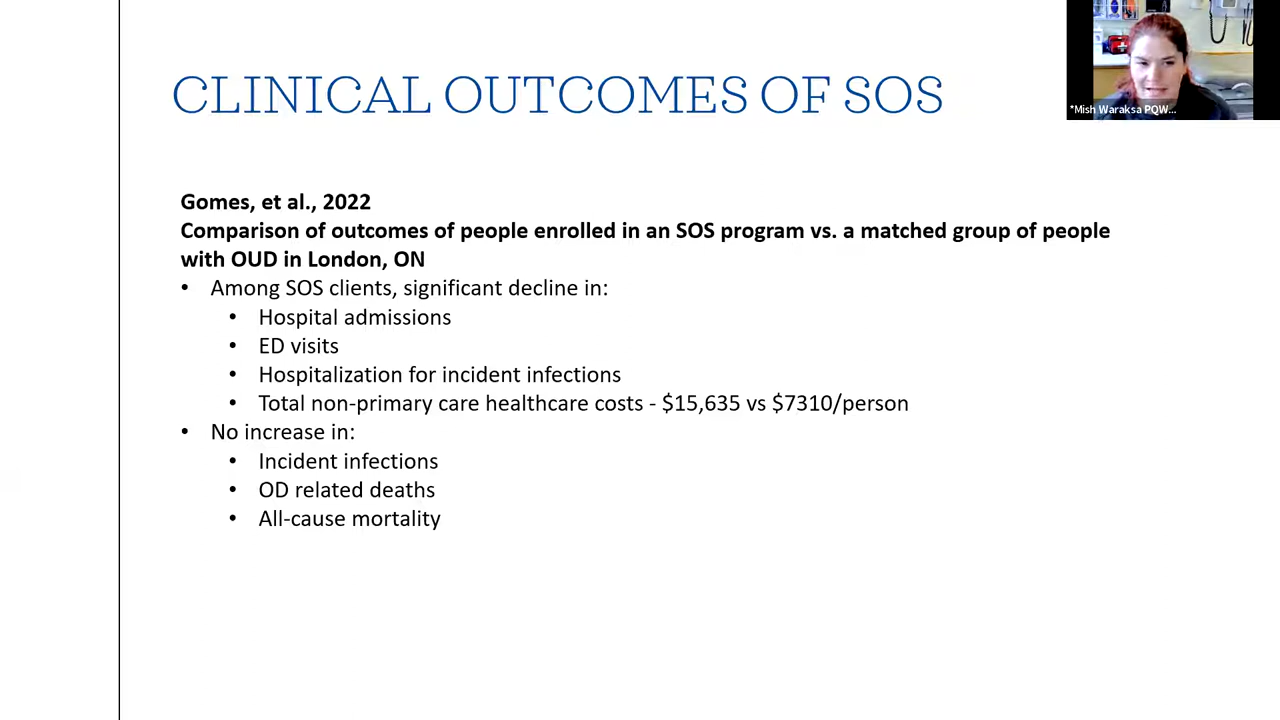 CLINICAL OUTCOMES OF SOS
*Mish Waraksa PQW...
Gomes, et al., 2022
Comparison of outcomes of people enrolled in an SOS program vs. a matched group of people
with OUD in London, ON
• Among SOS clients, significant decline in:
• Hospital admissions
• ED visits
• Hospitalization for incident infections
• Total non-primary care healthcare costs - $15,635 vs $7310/person
• No increase in:
• Incident infections
• OD related deaths
• All-cause mortality